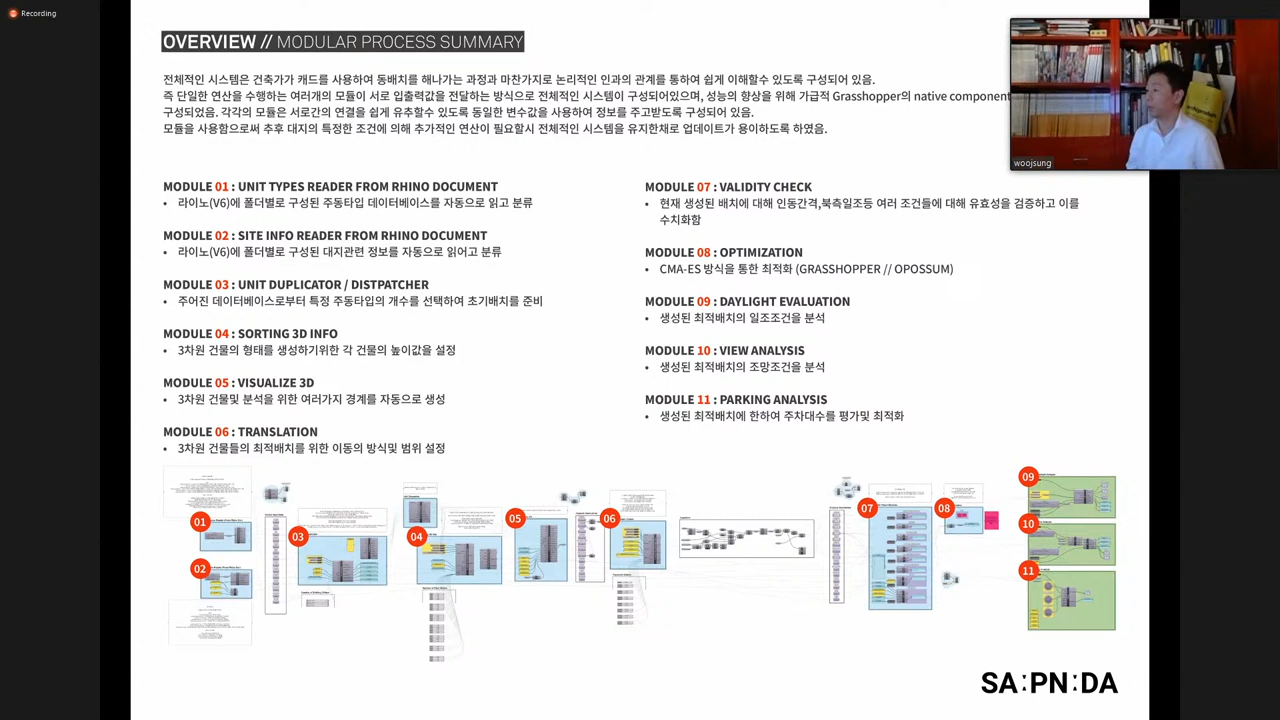 Recording
OVERVIEW // MODULAR PROCESS SUMMARY
전체적인 시스템은 건축가가 캐드를 사용하여 동배치를 해나가는 과정과 마찬가지로 논리적인 인과의 관계를 통하여 쉽게 이해할수 있도록 구성되어 있음.
즉 단일한 연산을 수행하는 여러개의 모듈이 서로 입출력값을 전달하는 방식으로 전체적인 시스템이 구성되어있으며, 성능의 향상을 위해 가급적 Grasshopper의 native component
구성되었음. 각각의 모듈은 서로간의 연결을 쉽게 유추할수 있도록 동일한 변수값을 사용하여 정보를 주고받도록 구성되어 있음.
모듈을 사용함으로써 추후 대지의 특정한 조건에 의해 추가적인 연산이 필요할시 전체적인 시스템을 유지한채로 업데이트가 용이하도록 하였음.
woojsung
MODULE 01 : UNIT TYPES READER FROM RHINO DOCUMENT
• 라이노(V6)에 폴더별로 구성된 주동타입 데이터베이스를 자동으로 읽고 분류
MODULE 02 : SITE INFO READER FROM RHINO DOCUMENT
• 라이노(V6)에 폴더별로 구성된 대지관련 정보를 자동으로 읽어고 분류
MODULE 03 : UNIT DUPLICATOR / DISTPATCHER
• 주어진 데이터베이스로부터 특정 주동타입의 개수를 선택하여 초기배치를 준비
MODULE 04 : SORTING 3D INFO
• 3차원 건물의 형태를 생성하기위한 각 건물의 높이값을 설정
MODULE 05 : VISUALIZE 3D
• 3차원 건물및 분석을 위한 여러가지 경계를 자동으로 생성
MODULE 06 : TRANSLATION
• 3차원 건물들의 최적배치를 위한 이동의 방식및 범위 설정
MODULE 07 : VALIDITY CHECK
• 현재 생성된 배치에 대해 인동간격,북측일조등 여러 조건들에 대해 유효성을 검증하고 이를
수치화함
MODULE 08 : OPTIMIZATION
• CMA-ES 방식을 통한 최적화 (GRASSHOPPER // OPOSSUM)
MODULE 09 : DAYLIGHT EVALUATION
• 생성된 최적배치의 일조조건을 분석
MODULE 10 : VIEW ANALYSIS
• 생성된 최적배치의 조망조건을 분석
MODULE 11 : PARKING ANALYSIS
• 생성된 최적배치에 한하여 주차대수를 평가및 최적화
01
02
03
04
05
06
07
08
09
10
11
SA:PN:DA